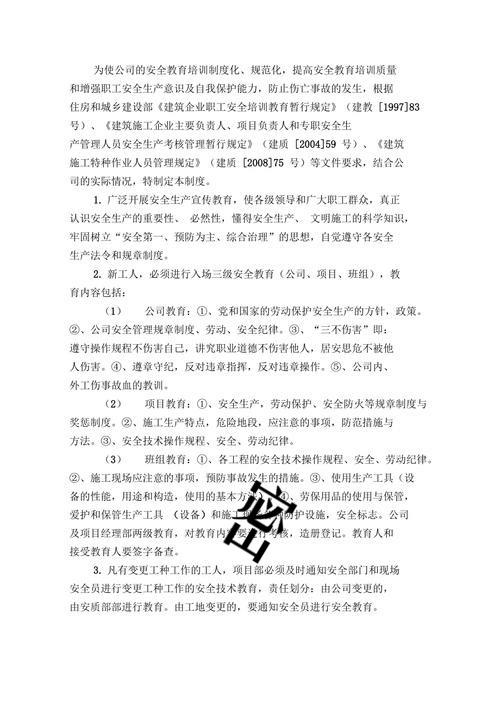 为使公司的安全教育培训制度化、规范化，提高安全教育培训质量
和增强职工安全生产意识及自我保护能力，防止伤亡事故的发生，根据
住房和城乡建设部《建筑企业职工安全培训教育暂行规定》（建教 [1997]83
号）、《建筑施工企业主要负责人、项目负责人和专职安全生
产管理人员安全生产考核管理暂行规定》（建质 [2004]59 号）、《建筑
施工特种作业人员管理规定》（建质 [2008]75 号）等文件要求，结合公
司的实际情况，特制定本制度。
1. 广泛开展安全生产宣传教育，使各级领导和广大职工群众，真正
认识安全生产的重要性、 必然性，懂得安全生产、 文明施工的科学知识，
牢固树立“安全第一、预防为主、综合治理”的思想，自觉遵守各安全
生产法令和规章制度。
2. 新工人，必须进行入场三级安全教育（公司、项目、班组），教
育内容包括：
（1） 公司教育：①、党和国家的劳动保护安全生产的方针，政策。
②、公司安全管理规章制度、劳动、安全纪律。③、“三不伤害”即：
遵守操作规程不伤害自己，讲究职业道德不伤害他人，居安思危不被他
人伤害。④、遵章守纪，反对违章指挥，反对违章操作。⑤、公司内、
外工伤事故血的教训。
（2） 项目教育：①、安全生产，劳动保护、安全防火等规章制度与
奖惩制度。②、施工生产特点，危险地段，应注意的事项，防范措施与
方法。③、安全技术操作规程、安全、劳动纪律。
（3） 班组教育：①、各工程的安全技术操作规程、安全、劳动纪律。
②、施工现场应注意的事项，预防事故发生的措施。③、使用生产工具（设
备的性能，用途和构造，使用的基本方法）。④、劳保用品的使用与保管，
爱护和保管生产工具 （设备）和施工现场 防护设施，安全标志。公司
及项目经理部两级教育，对教育内容要进行考核，造册登记。教育人和
接受教育人要签字备查。
3. 凡有变更工种工作的工人，项目部必须及时通知安全部门和现场
安全员进行变更工种工作的安全技术教育，责任划分：由公司变更的，
由安质部部进行教育。由工地变更的，要通知安全员进行安全教育。